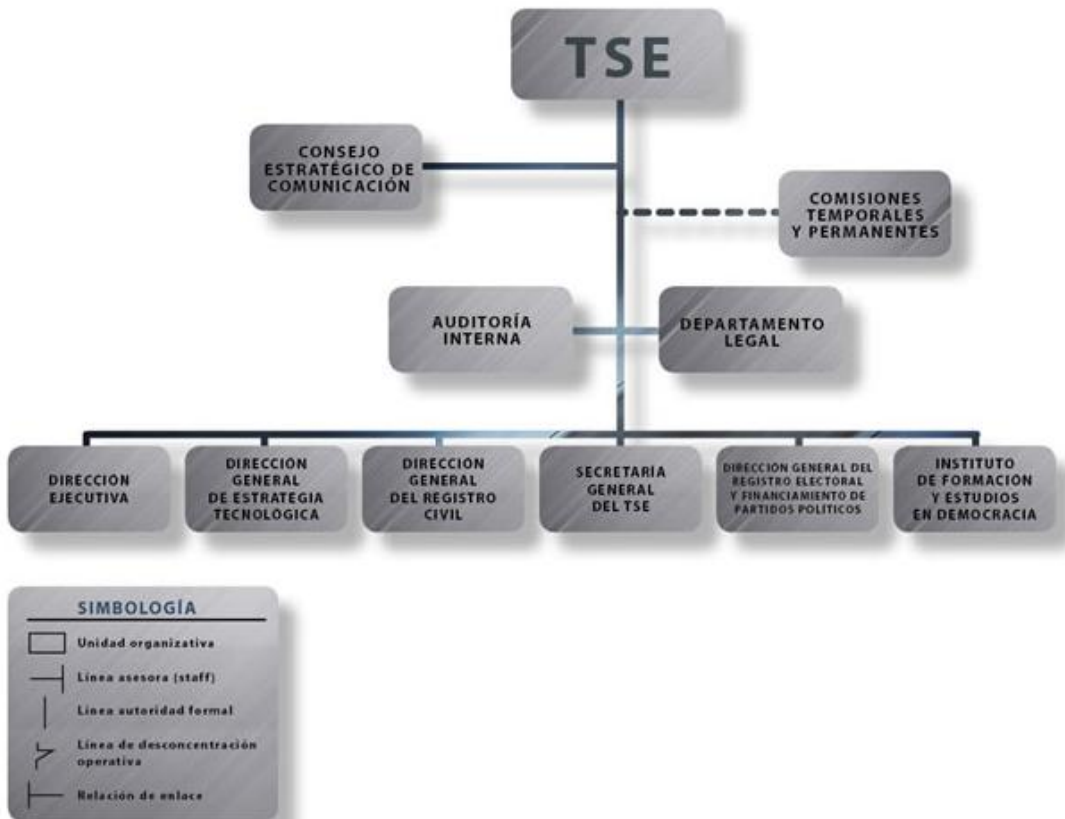 TSE
CONSEJO
ESTRATÉGICO DE
COMUNICACIÓN
COMISIONES
TEMPORALES
Y PERMANENTES
AUDITORÍA
INTERNA
DEPARTAMENTO
LEGAL
DIRECCIÓN
EJECUTIVA
DIRECCIÓN
GENERAL
DE ESTRATEGIA
TECNOLÓGICA
DIRECCIÓN
GENERAL
DEL REGISTRO
CIVIL
SECRETARÍA
GENERAL
DEL TSE
DIRECCIÓN GENERAL DEL
REGISTRO ELECTORAL
Y FINANCIAMIENTO DE
PARTIDOS POLÍTICOS
INSTITUTO
DE FORMACIÓN
Y ESTUDIOS
EN DEMOCRACIA
SIMBOLOGÍA
Unidad organizativa
Línea asesora (staff)
Línea autoridad formal
Línea de desconcentración
operativa
Relación de enlace